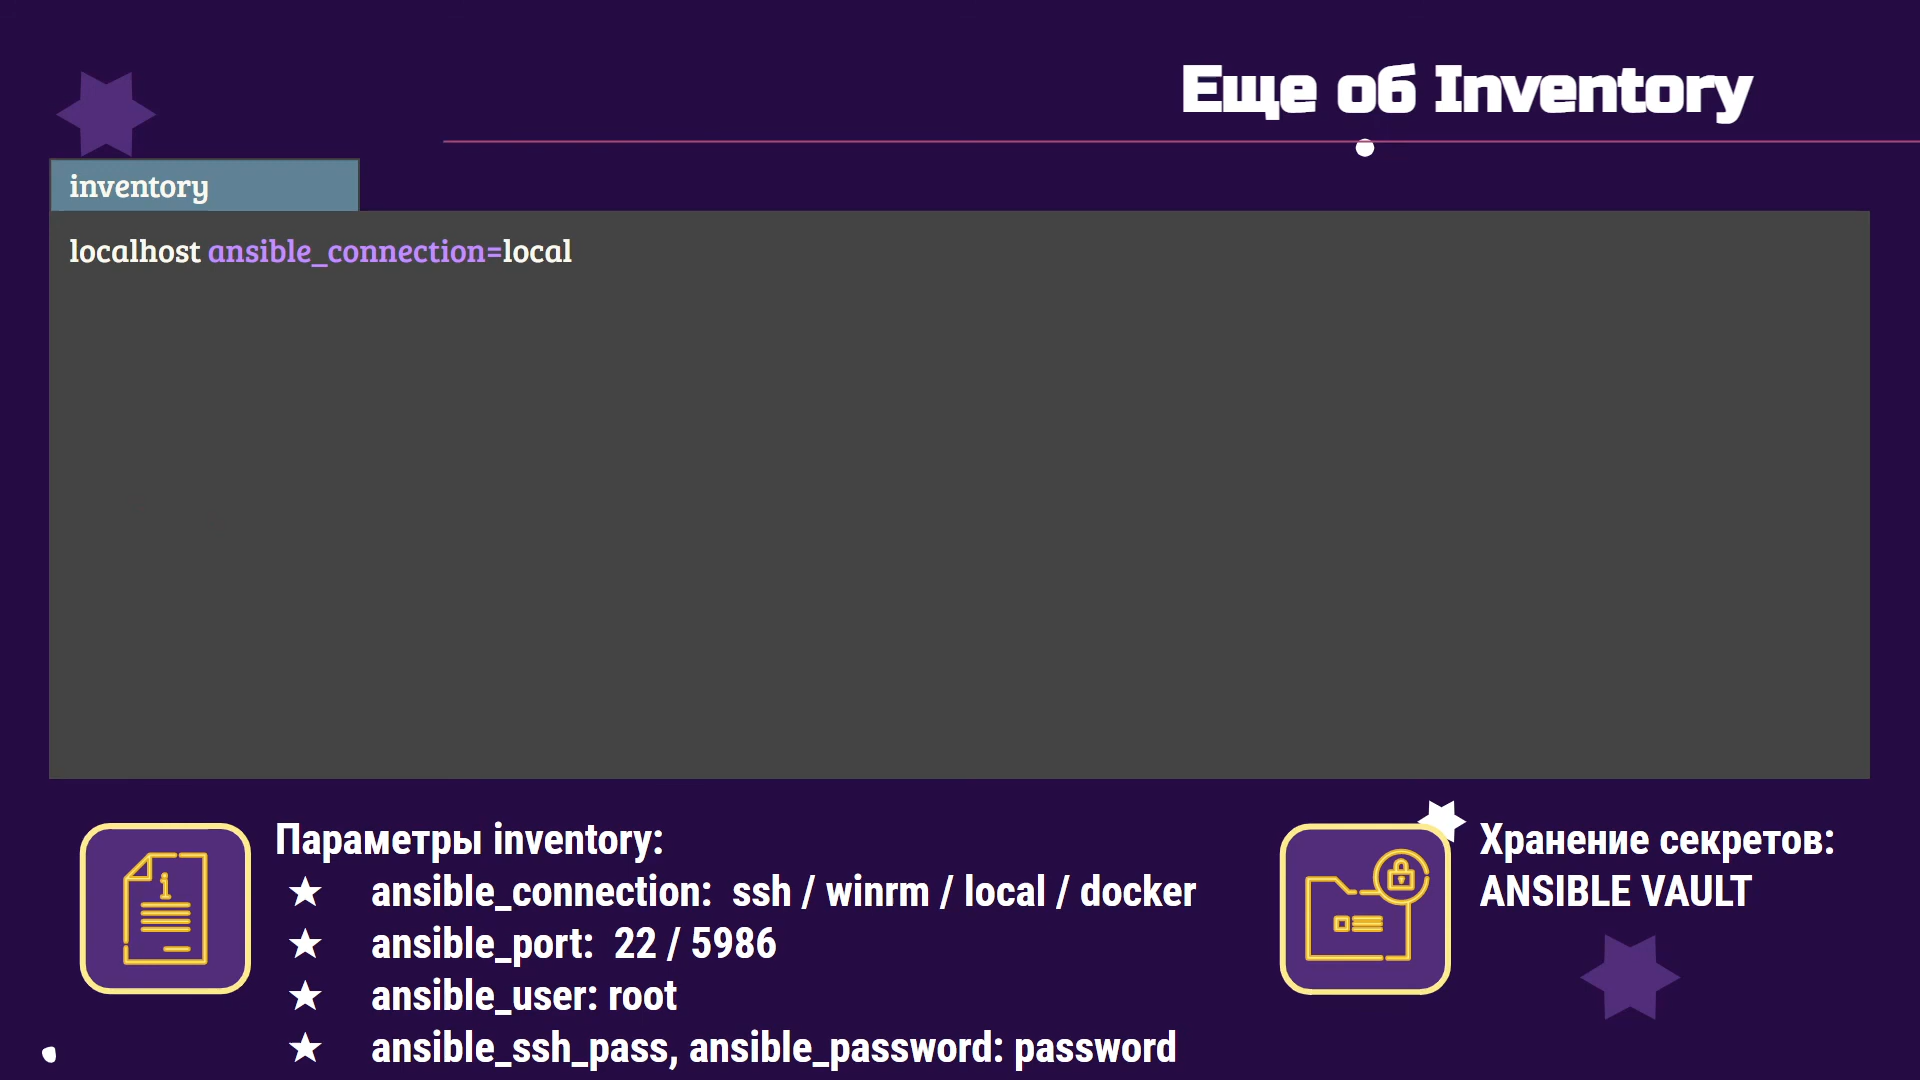 Еще об Inventory
inventory
localhost ansible_connection=local
Параметры inventory:
★ ansible_connection: ssh / winrm / local / docker
★ ansible_port: 22 / 5986
★ ansible_user: root
★ ansible_ssh_pass, ansible_password: password
Хранение секретов:
ANSIBLE VAULT